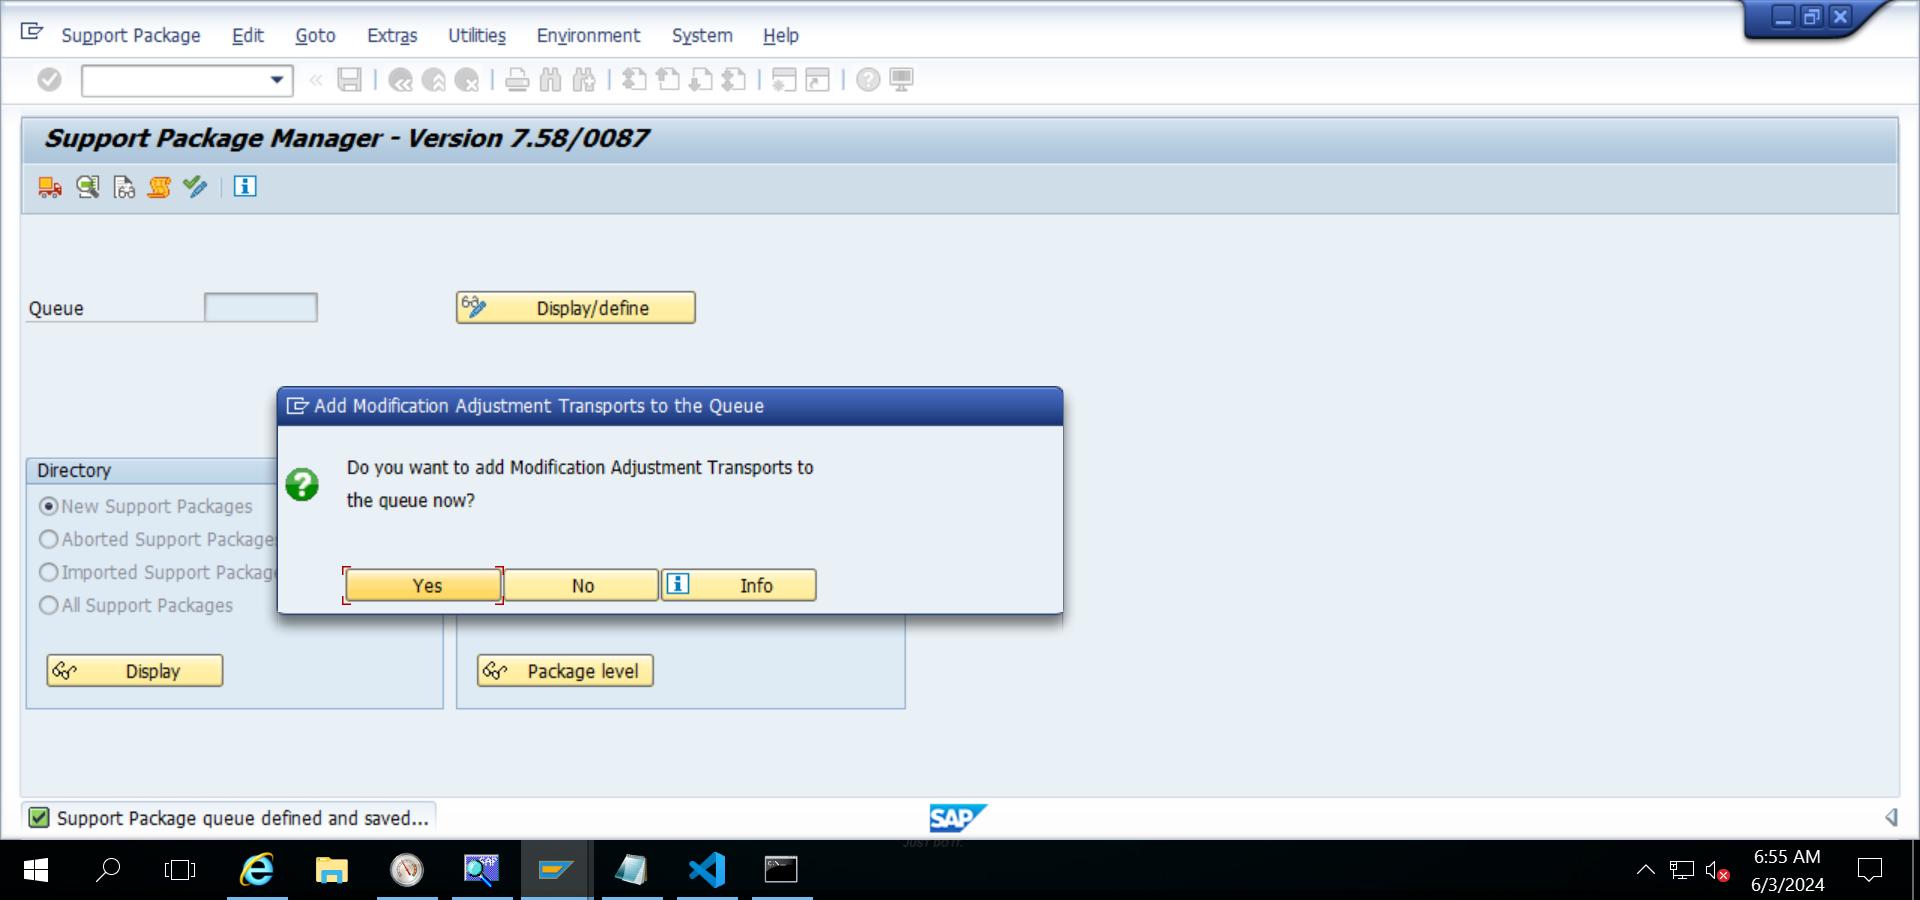 Support Package Edit Goto Extras Utilities Environment System Help
Support Package Manager - Version 7.58/0087
Queue Display/define
Add Modification Adjustment Transports to the Queue
Do you want to add Modification Adjustment Transports to
the queue now?
Yes No Info
Directory
New Support Packages
Aborted Support Package
Imported Support Packag
All Support Packages
Display Package level
Support Package queue defined and saved...
SAP
JUST DO IT.
6:55 AM
6/3/2024